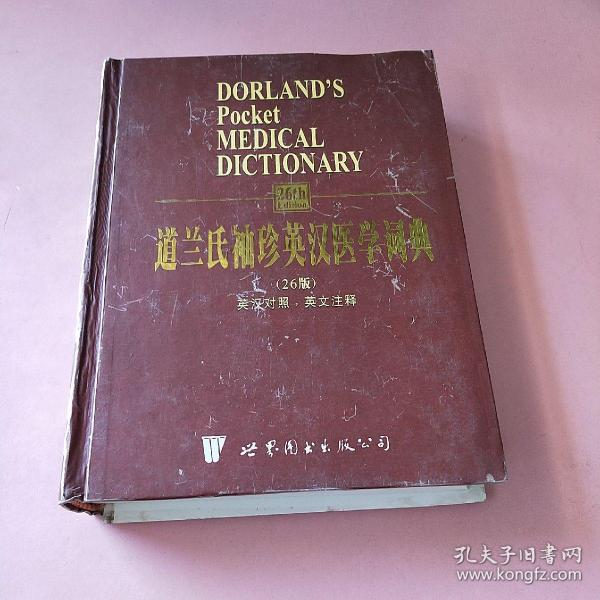 DORLAND'S
Pocket
MEDICAL
DICTIONARY
26th
Edition
道兰氏袖珍英汉医学词典
(26版)
英汉对照，英文注释
W 世界图书出版公司
孔夫子旧书网
www.kongfz.com